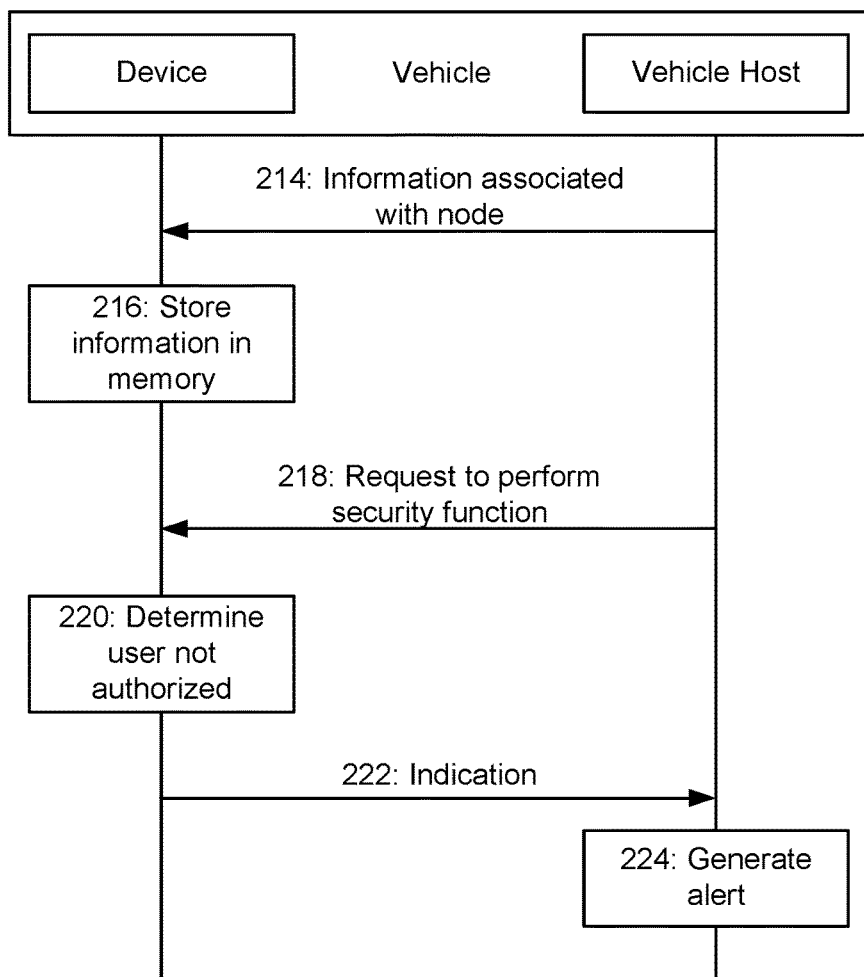 Device
Vehicle
Vehicle Host
214: Information associated
with node
216: Store
information in
memory
218: Request to perform
security function
220: Determine
user not
authorized
222: Indication
224: Generate
alert